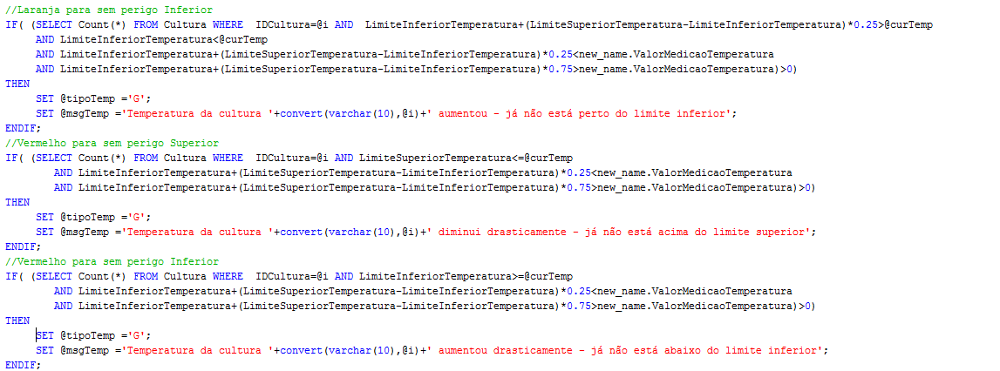 //Laranja para sem perigo Inferior
IF( (SELECT Count(*) FROM Cultura WHERE  IDCultura=@i AND  LimiteInferiorTemperatura+(LimiteSuperiorTemperatura-LimiteInferiorTemperatura)*0.25>@curTemp
AND LimiteInferiorTemperatura<@curTemp
AND LimiteInferiorTemperatura+(LimiteSuperiorTemperatura-LimiteInferiorTemperatura)*0.25<new_name.ValorMedicaoTemperatura
AND LimiteInferiorTemperatura+(LimiteSuperiorTemperatura-LimiteInferiorTemperatura)*0.75>new_name.ValorMedicaoTemperatura)>0)
THEN
SET @tipoTemp ='G';
SET @msgTemp ='Temperatura da cultura '+convert(varchar(10),@i)+' aumentou - já não está perto do limite inferior';
ENDIF;
//Vermelho para sem perigo Superior
IF( (SELECT Count(*) FROM Cultura WHERE  IDCultura=@i AND LimiteSuperiorTemperatura<=@curTemp
AND LimiteInferiorTemperatura+(LimiteSuperiorTemperatura-LimiteInferiorTemperatura)*0.25<new_name.ValorMedicaoTemperatura
AND LimiteInferiorTemperatura+(LimiteSuperiorTemperatura-LimiteInferiorTemperatura)*0.75>new_name.ValorMedicaoTemperatura)>0)
THEN
SET @tipoTemp ='G';
SET @msgTemp ='Temperatura da cultura '+convert(varchar(10),@i)+' diminui drasticamente - já não está acima do limite superior';
ENDIF;
//Vermelho para sem perigo Inferior
IF( (SELECT Count(*) FROM Cultura WHERE  IDCultura=@i AND LimiteInferiorTemperatura>=@curTemp
AND LimiteInferiorTemperatura+(LimiteSuperiorTemperatura-LimiteInferiorTemperatura)*0.25<new_name.ValorMedicaoTemperatura
AND LimiteInferiorTemperatura+(LimiteSuperiorTemperatura-LimiteInferiorTemperatura)*0.75>new_name.ValorMedicaoTemperatura)>0)
THEN
SET @tipoTemp ='G';
SET @msgTemp ='Temperatura da cultura '+convert(varchar(10),@i)+' aumentou drasticamente - já não está abaixo do limite inferior';
ENDIF;